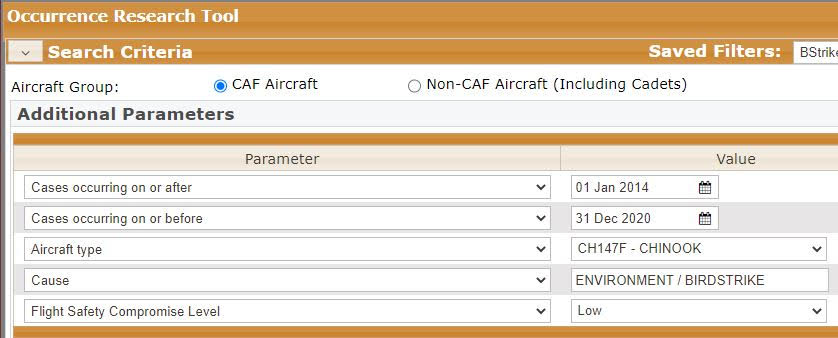 Occurrence Research Tool
Search Criteria Saved Filters: BStrike
Aircraft Group: CAF Aircraft Non-CAF Aircraft (Including Cadets)
Additional Parameters
Parameter Value
Cases occurring on or after 01 Jan 2014
Cases occurring on or before 31 Dec 2020
Aircraft type CH147F - CHINOOK
Cause ENVIRONMENT / BIRDSTRIKE
Flight Safety Compromise Level Low